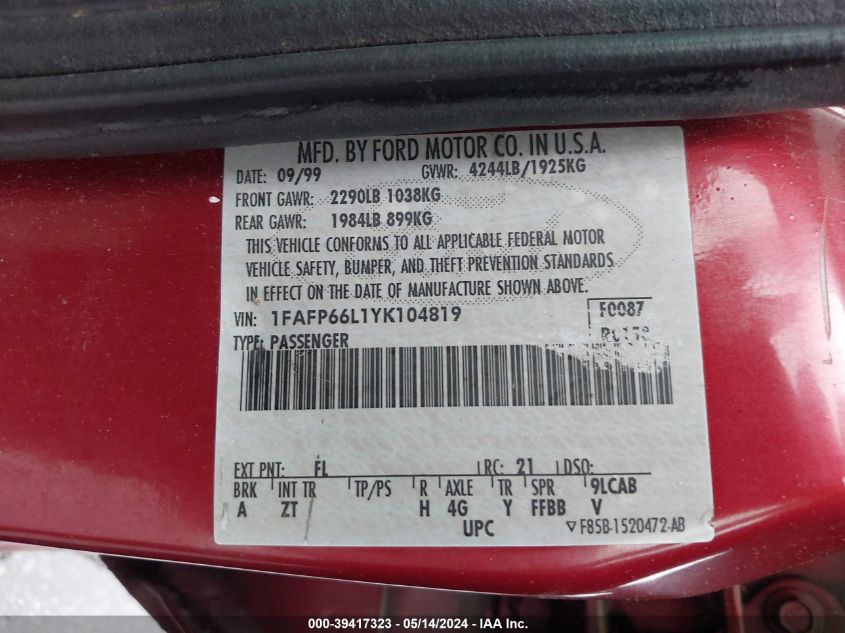 MFD. BY FORD MOTOR CO. IN U.S.A.
DATE: 09/99 GVWR: 4244LB/1925KG
FRONT GAWR: 2290LB 1038KG
REAR GAWR: 1984LB 899KG
THIS VEHICLE CONFORMS TO ALL APPLICABLE FEDERAL MOTOR
VEHICLE SAFETY, BUMPER, AND THEFT PREVENTION STANDARDS
IN EFFECT ON THE DATE OF MANUFACTURE SHOWN ABOVE.
VIN: 1FAFP66L1YK104819 F0087
TYPE: PASSENGER
EXT PNT: FL RC: 21 DSO:
BRK INT TR TP/PS R AXLE TR SPR 9LCAB
A ZT H 4G Y FFBB V
UPC ▽F85B-1520472-AB
000-39417323 - 05/14/2024 - IAA Inc.